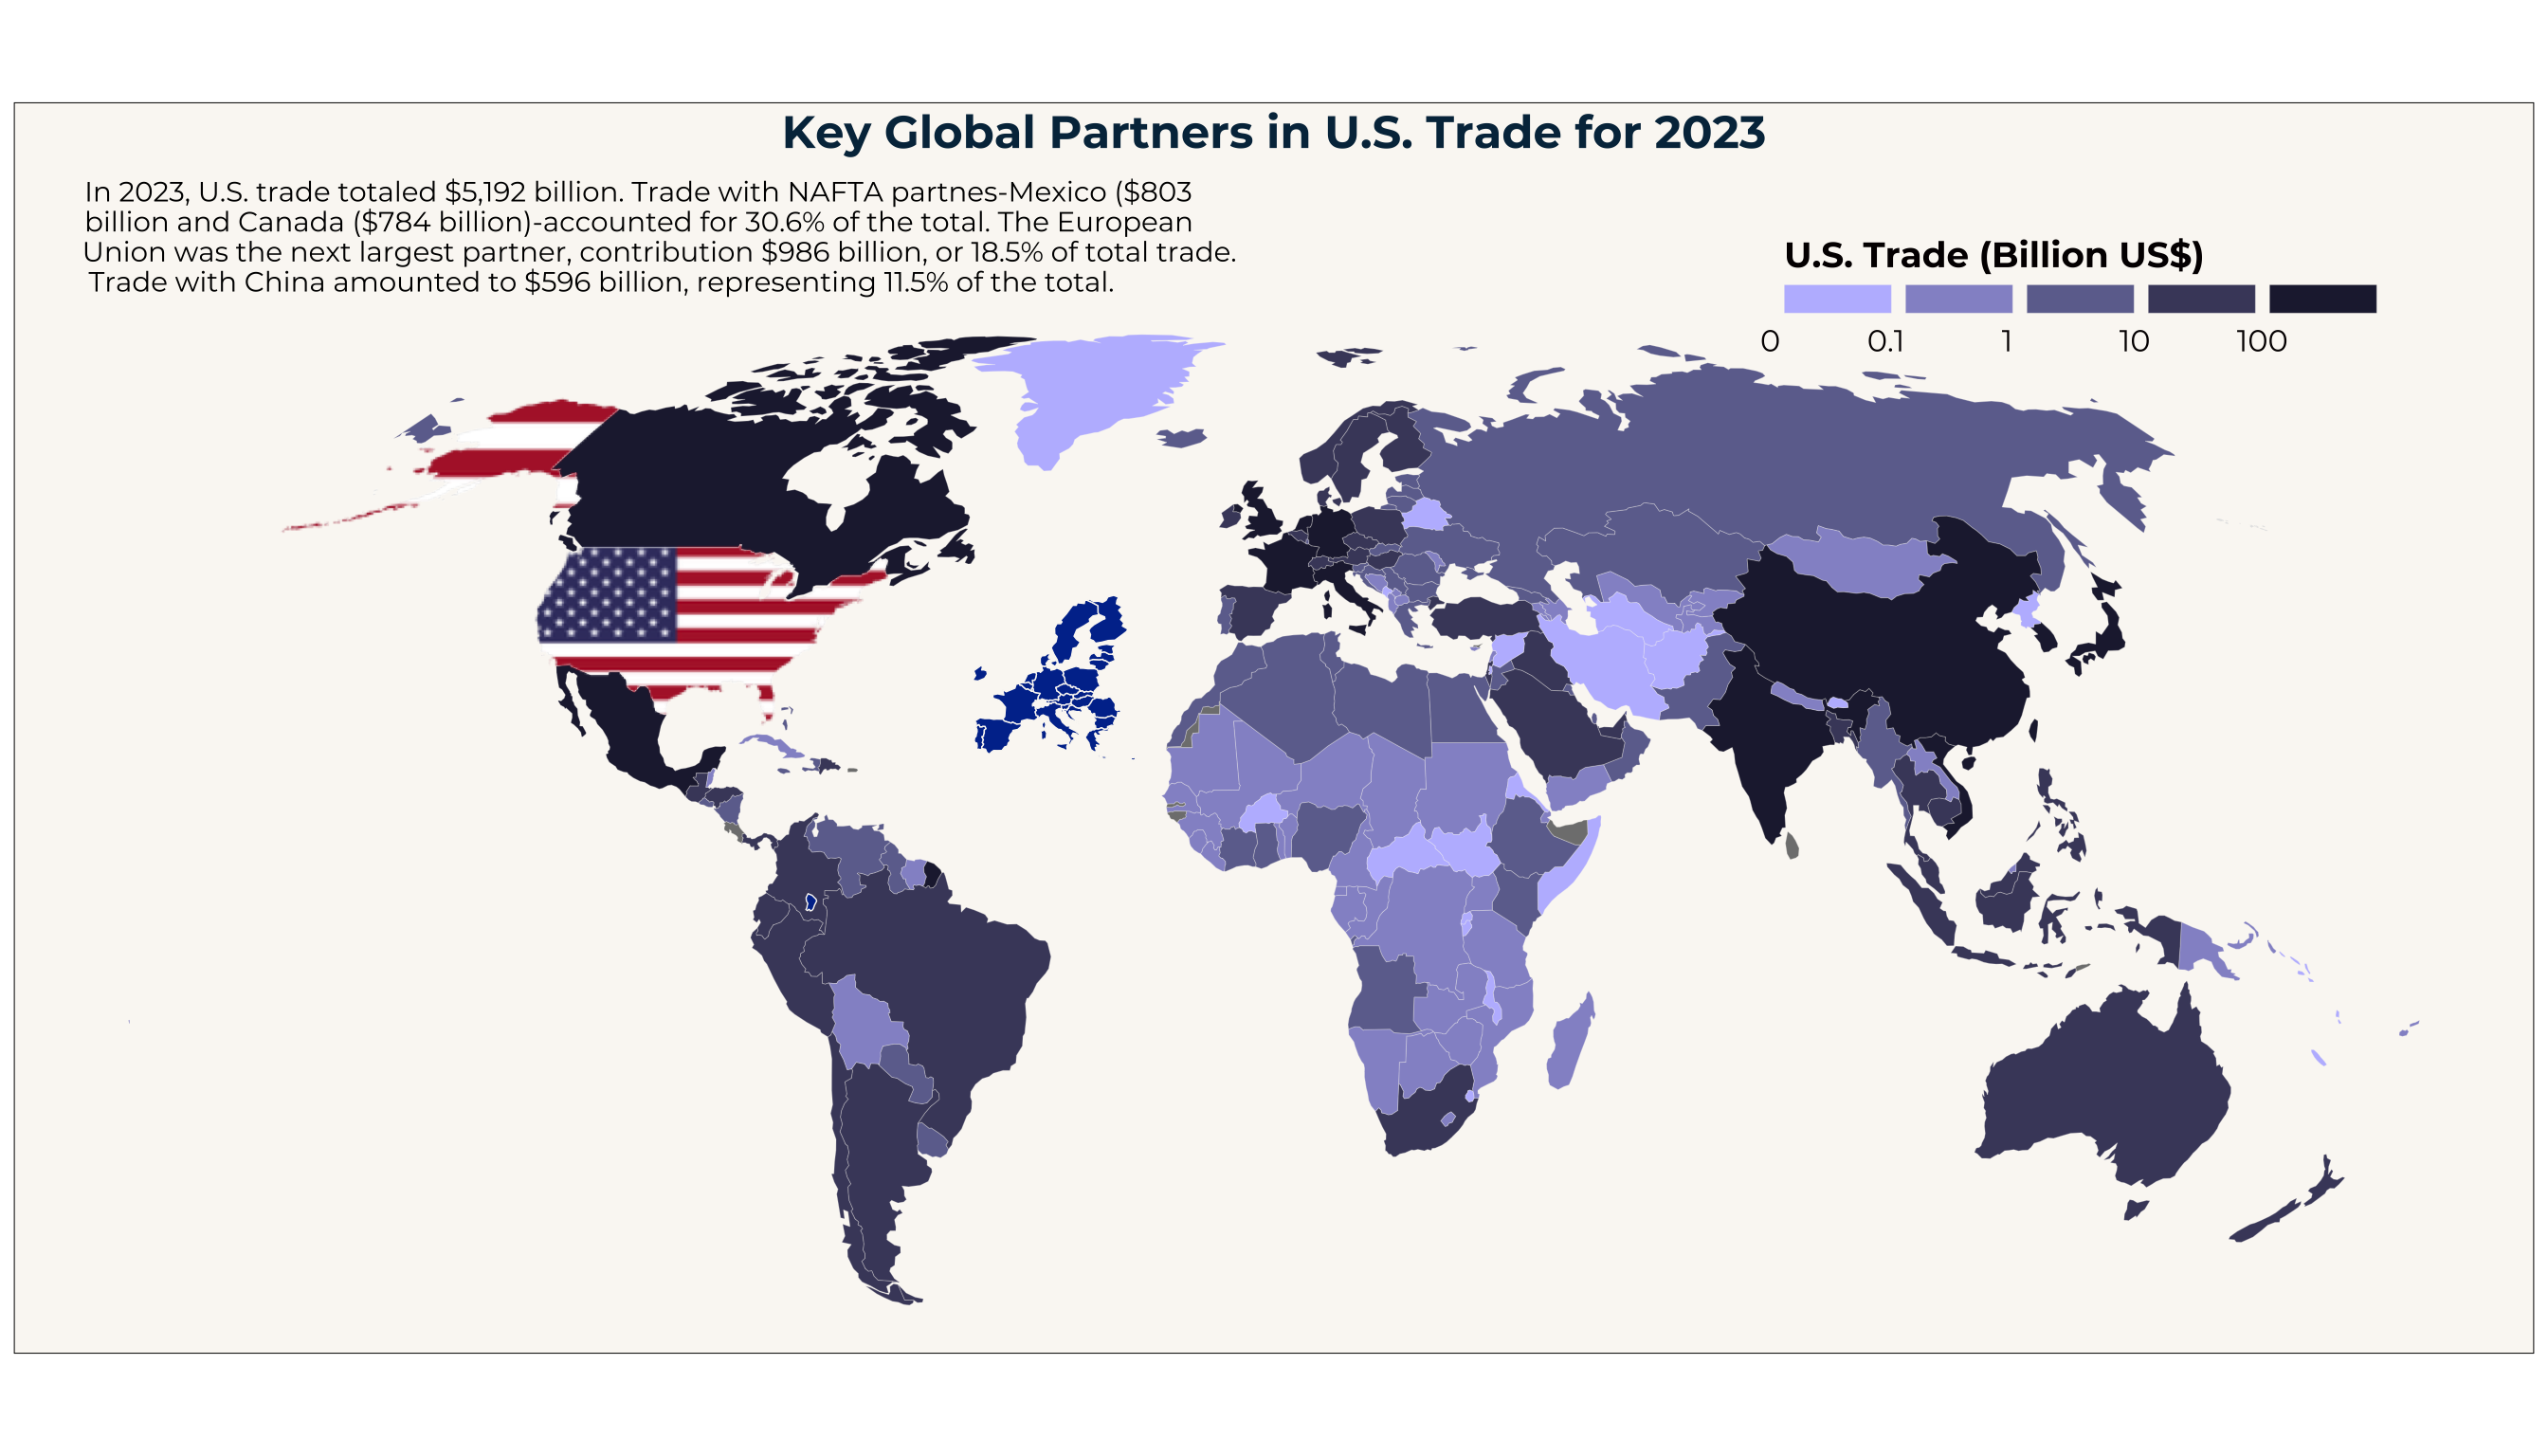 Key Global Partners in U.S. Trade for 2023
In 2023, U.S. trade totaled $5,192 billion. Trade with NAFTA partnes-Mexico ($803
billion and Canada ($784 billion)-accounted for 30.6% of the total. The European
Union was the next largest partner, contribution $986 billion, or 18.5% of total trade.
Trade with China amounted to $596 billion, representing 11.5% of the total.
U.S. Trade (Billion US$)
0 0.1 1 10 100